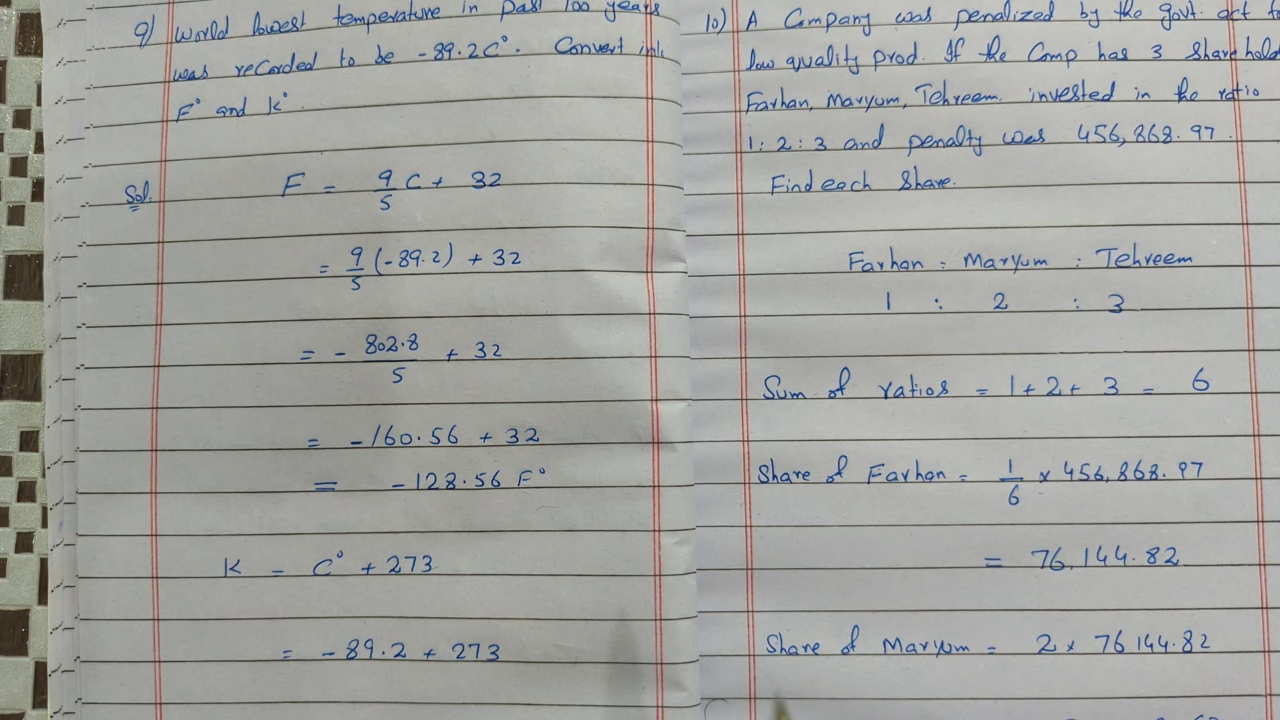 9) World lowest temperature in past 100 years
was recorded to be -89.2C°. Convert into
F° and k°.
Sol.
F = 9/5 C + 32
= 9/5 (-89.2) + 32
= - 802.8/5 + 32
= -160.56 + 32
= -128.56 F°
K = C° + 273
= -89.2 + 273
10) A Company was penalized by the govt. act
low quality prod. If the Comp has 3 Share hold
Farhan, Maryum, Tehreem. invested in the ratio
1:2:3 and penalty was 456,868.97.
Find each Share.
Farhan : Maryum : Tehreem
1 : 2 : 3
Sum of ratios = 1+2+3 = 6
Share of Farhan = 1/6 x 456,868.97
= 76,144.82
Share of Maryum = 2 x 76144.82